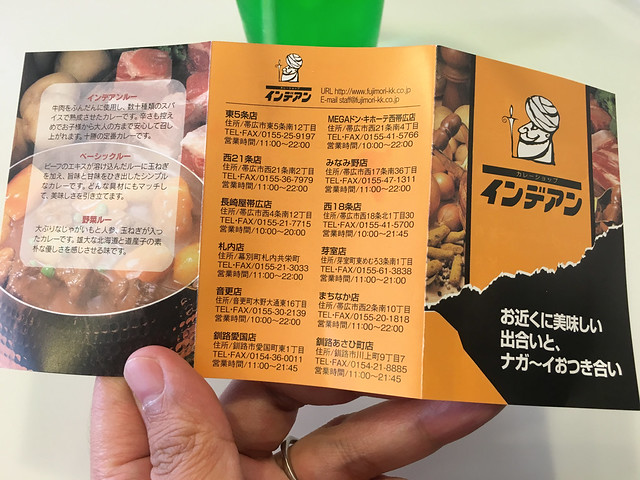 インデアンルー
牛肉をふんだんに使用し、数十種類のスパ
イスで熟成させたカレーです。辛さも控え
めでお子様から大人の方まで安心して召し
上がれます。十勝の定番カレーです。
ベーシックルー
ビーフのエキスが溶け込んだルーに玉ねぎ
を加え、旨味と甘味をひき出したシンプル
なカレーです。どんな具材にもマッチし
て、美味しさを引き立てます。
野菜ルー
大ぶりなじゃがいもと人参、玉ねぎが入っ
たカレーです。雄大な北海道と道産子の素
朴な優しさを感じさせる味です。
カレーショップ
インデアン
URL http://www.fujimori-kk.co.jp
E-mail staff@fujimori-kk.co.jp
東5条店
住所/帯広市東5条南12丁目
TEL・FAX/0155-25-9197
営業時間/11:00〜22:00
西21条店
住所/帯広市西21条南2丁目
TEL・FAX/0155-36-7979
営業時間/11:00〜22:00
長崎屋帯広店
住所/帯広市西4条南12丁目
TEL・FAX/0155-21-7715
営業時間/10:00〜20:00
札内店
住所/幕別町札内共栄町
TEL・FAX/0155-21-3033
営業時間/11:00〜22:00
音更店
住所/音更町木野大通東16丁目
TEL・FAX/0155-30-2139
営業時間/10:00〜22:00
釧路愛国店
住所/釧路市愛国町東1丁目
TEL・FAX/0154-36-0011
営業時間/11:00〜21:45
MEGAドン・キホーテ西帯広店
住所/帯広市西21条南4丁目
TEL・FAX/0155-41-5766
営業時間/10:00〜22:00
みなみ野店
住所/帯広市西17条南36丁目
TEL・FAX/0155-47-1311
営業時間/11:00〜22:00
西18条店
住所/帯広市西18条北1丁目30
TEL・FAX/0155-41-5700
営業時間/10:00〜21:45
芽室店
住所/芽室町東めむろ3条南1丁目
TEL・FAX/0155-61-3838
営業時間/11:00〜21:00
まちなか店
住所/帯広市西2条南10丁目
TEL・FAX/0155-20-1818
営業時間/11:00〜22:00
釧路あさひ町店
住所/釧路市川上町9丁目7
TEL・FAX/0154-21-8885
営業時間/11:00〜21:45
カレーショップ
インデアン
お近くに美味しい
出合いと、
ナガ〜イおつき合い